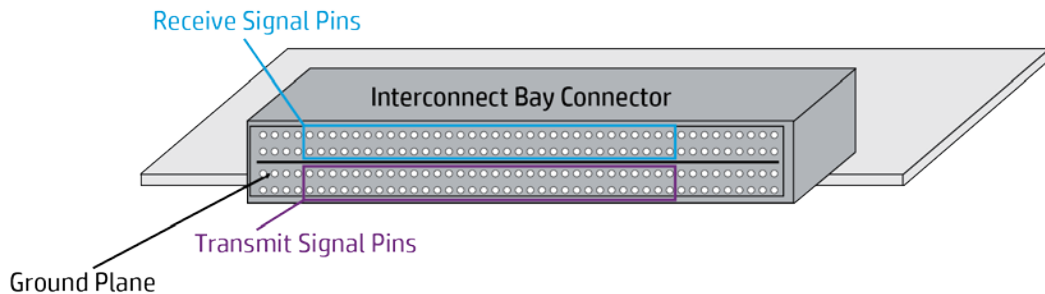 Receive Signal Pins
Interconnect Bay Connector
Transmit Signal Pins
Ground Plane